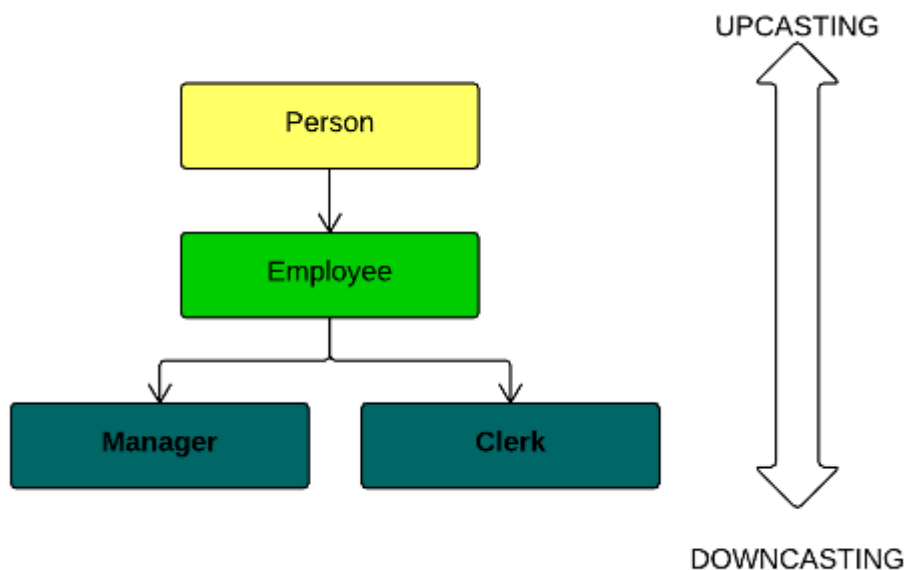 UPCASTING
Person
Employee
Manager
Clerk
DOWNCASTING